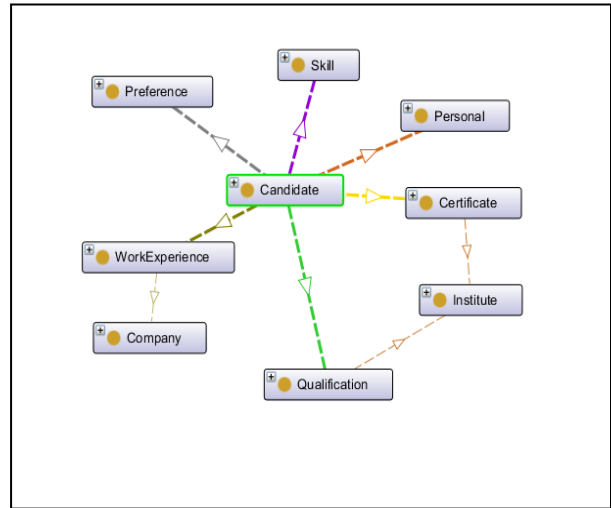 Skill
Preference
Personal
Candidate
Certificate
WorkExperience
Institute
Company
Qualification